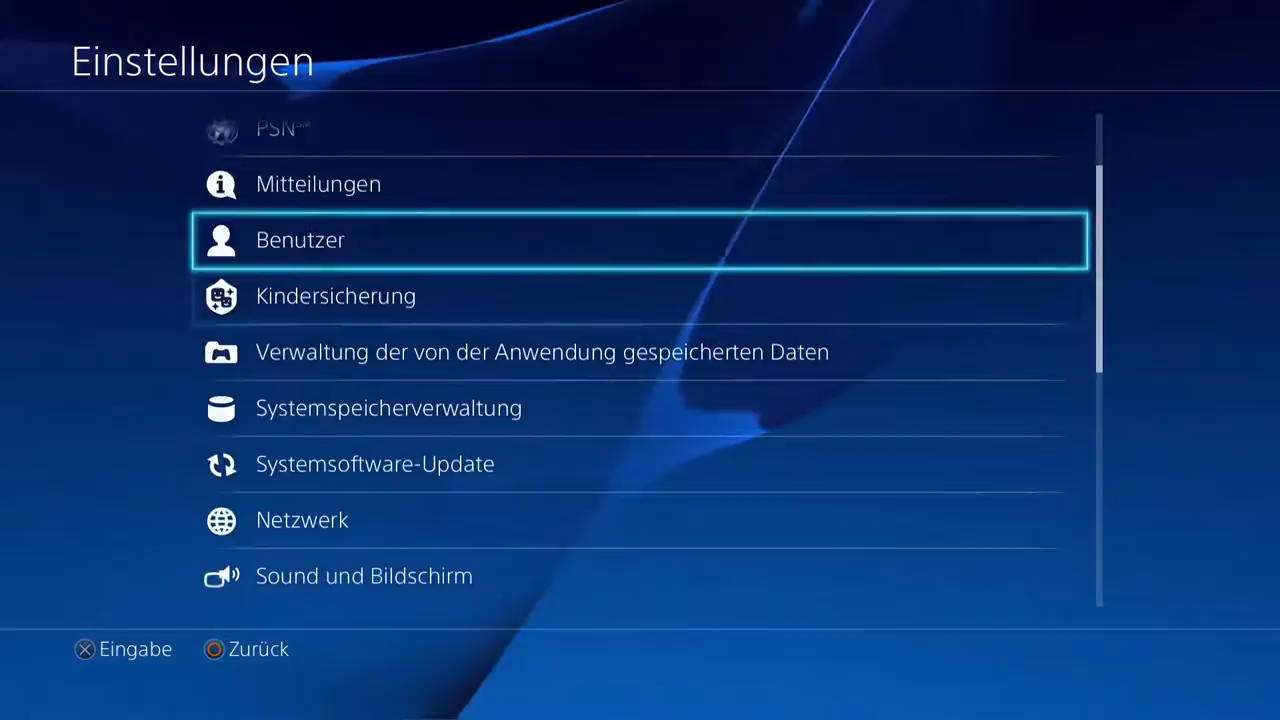 Einstellungen
PSN℠
Mitteilungen
Benutzer
Kindersicherung
Verwaltung der von der Anwendung gespeicherten Daten
Systemspeicherverwaltung
Systemsoftware-Update
Netzwerk
Sound und Bildschirm
Eingabe Zurück